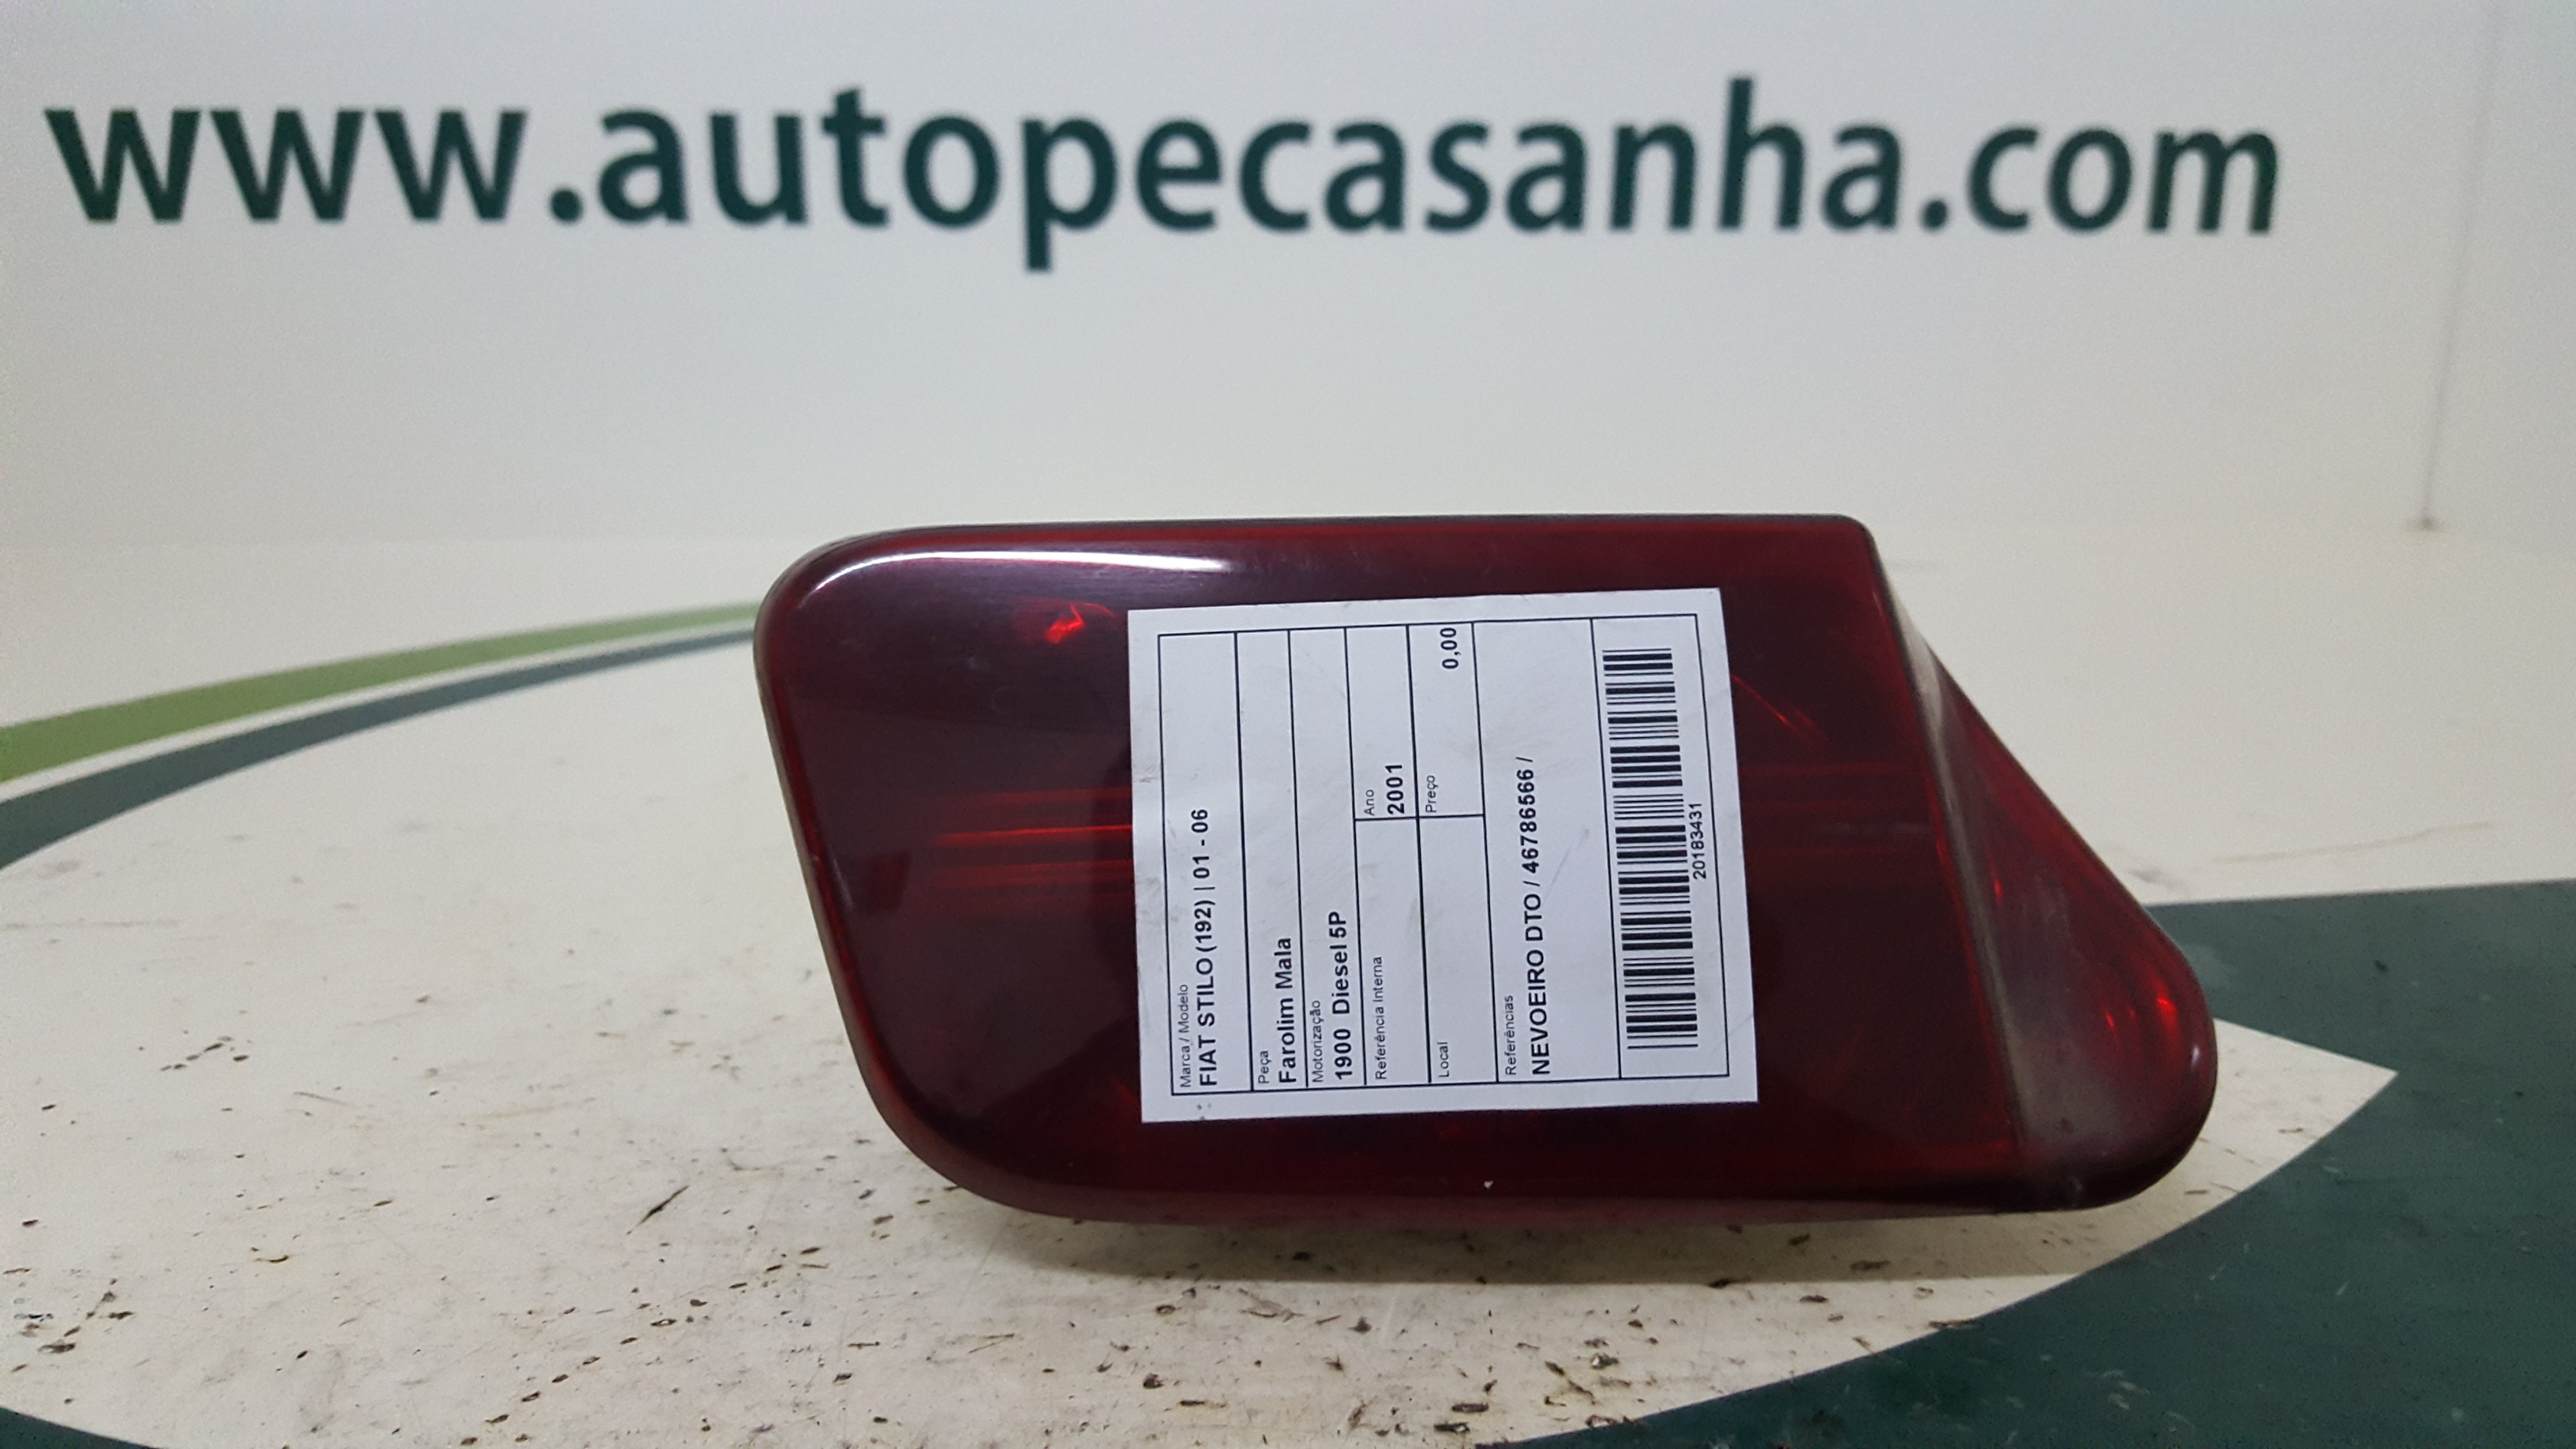 www.autopecasanha.com
Marca / Modelo
FIAT STILO (192) | 01 - 06
Peça
Farolim Mala
Motorização
1900 Diesel 5P
Referência Interna
Ano
2001
Local
Preço
0,00
Referências
NEVOEIRO DTO / 46786566 /
20183431